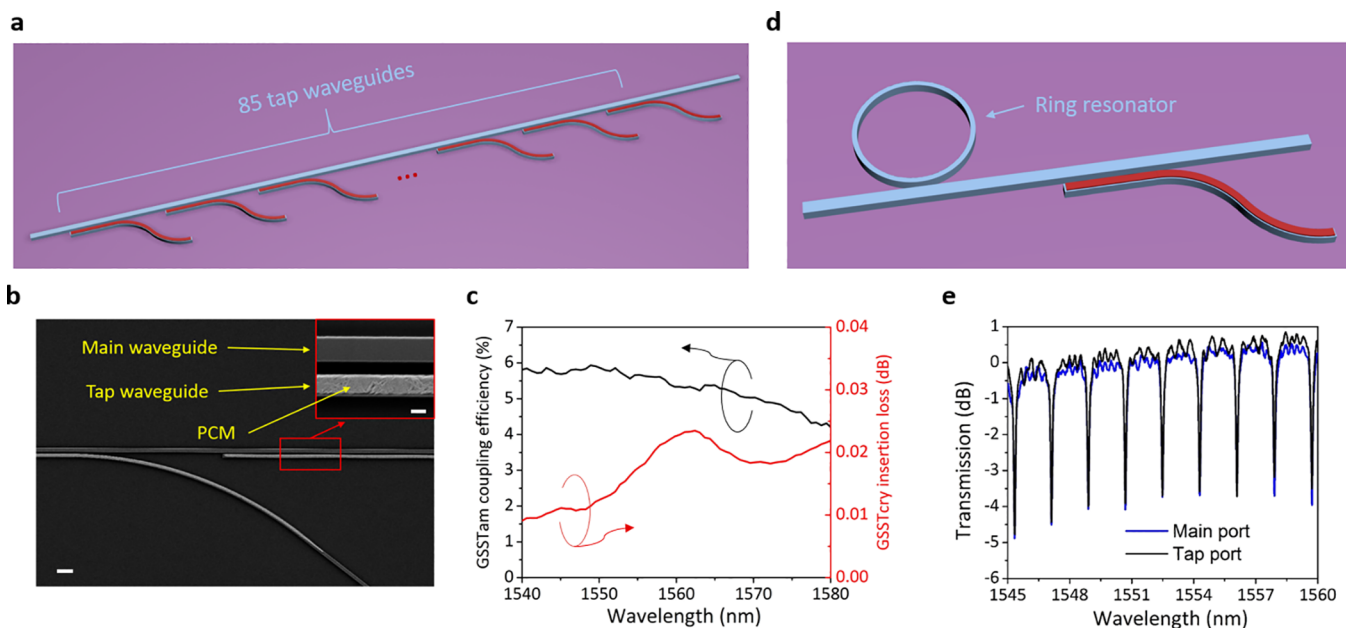 a
85 tap waveguides
...
d
Ring resonator
b
Main waveguide
Tap waveguide
PCM
c
GSSTam coupling efficiency (%)
7
6
5
4
3
2
1
0
1540
1550
1560
1570
1580
Wavelength (nm)
0.04
0.03
0.02
0.01
0.00
GSSTcry insertion loss (dB)
e
Transmission (dB)
1
0
-1
-2
-3
-4
-5
-6
Main port
Tap port
1545
1548
1551
1554
1557
1560
Wavelength (nm)